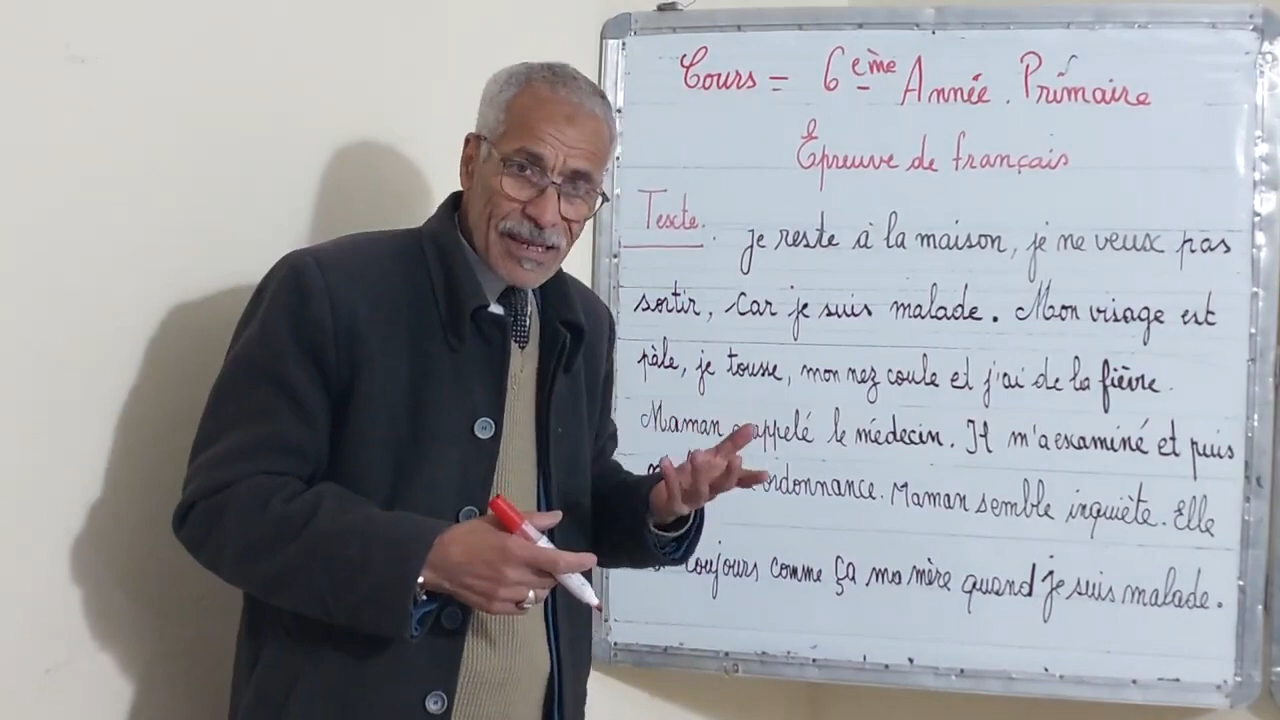 Cours = 6ème Année. Primaire
Épreuve de français
Texte. je reste à la maison, je ne veux pas
sortir, car je suis malade. Mon visage est
pâle, je tousse, mon nez coule et j'ai de la fièvre.
Maman appelé le médecin. Il m'a examiné et puis
ordonnance. Maman semble inquiète. Elle
toujours comme ça ma mère quand je suis malade.